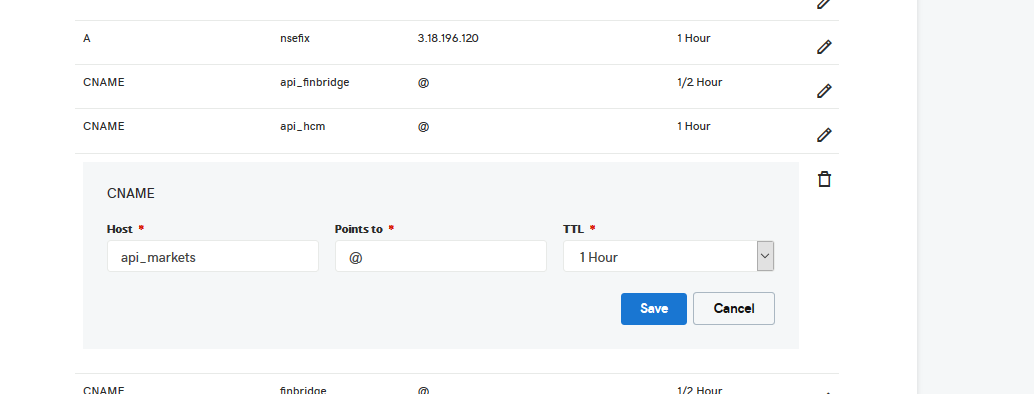 A nsefix 3.18.196.120 1 Hour
CNAME api_finbridge @ 1/2 Hour
CNAME api_hcm @ 1 Hour
CNAME
Host * Points to * TTL *
api_markets @ 1 Hour
Save Cancel
CNAME finbridge @ 1/2 Hour